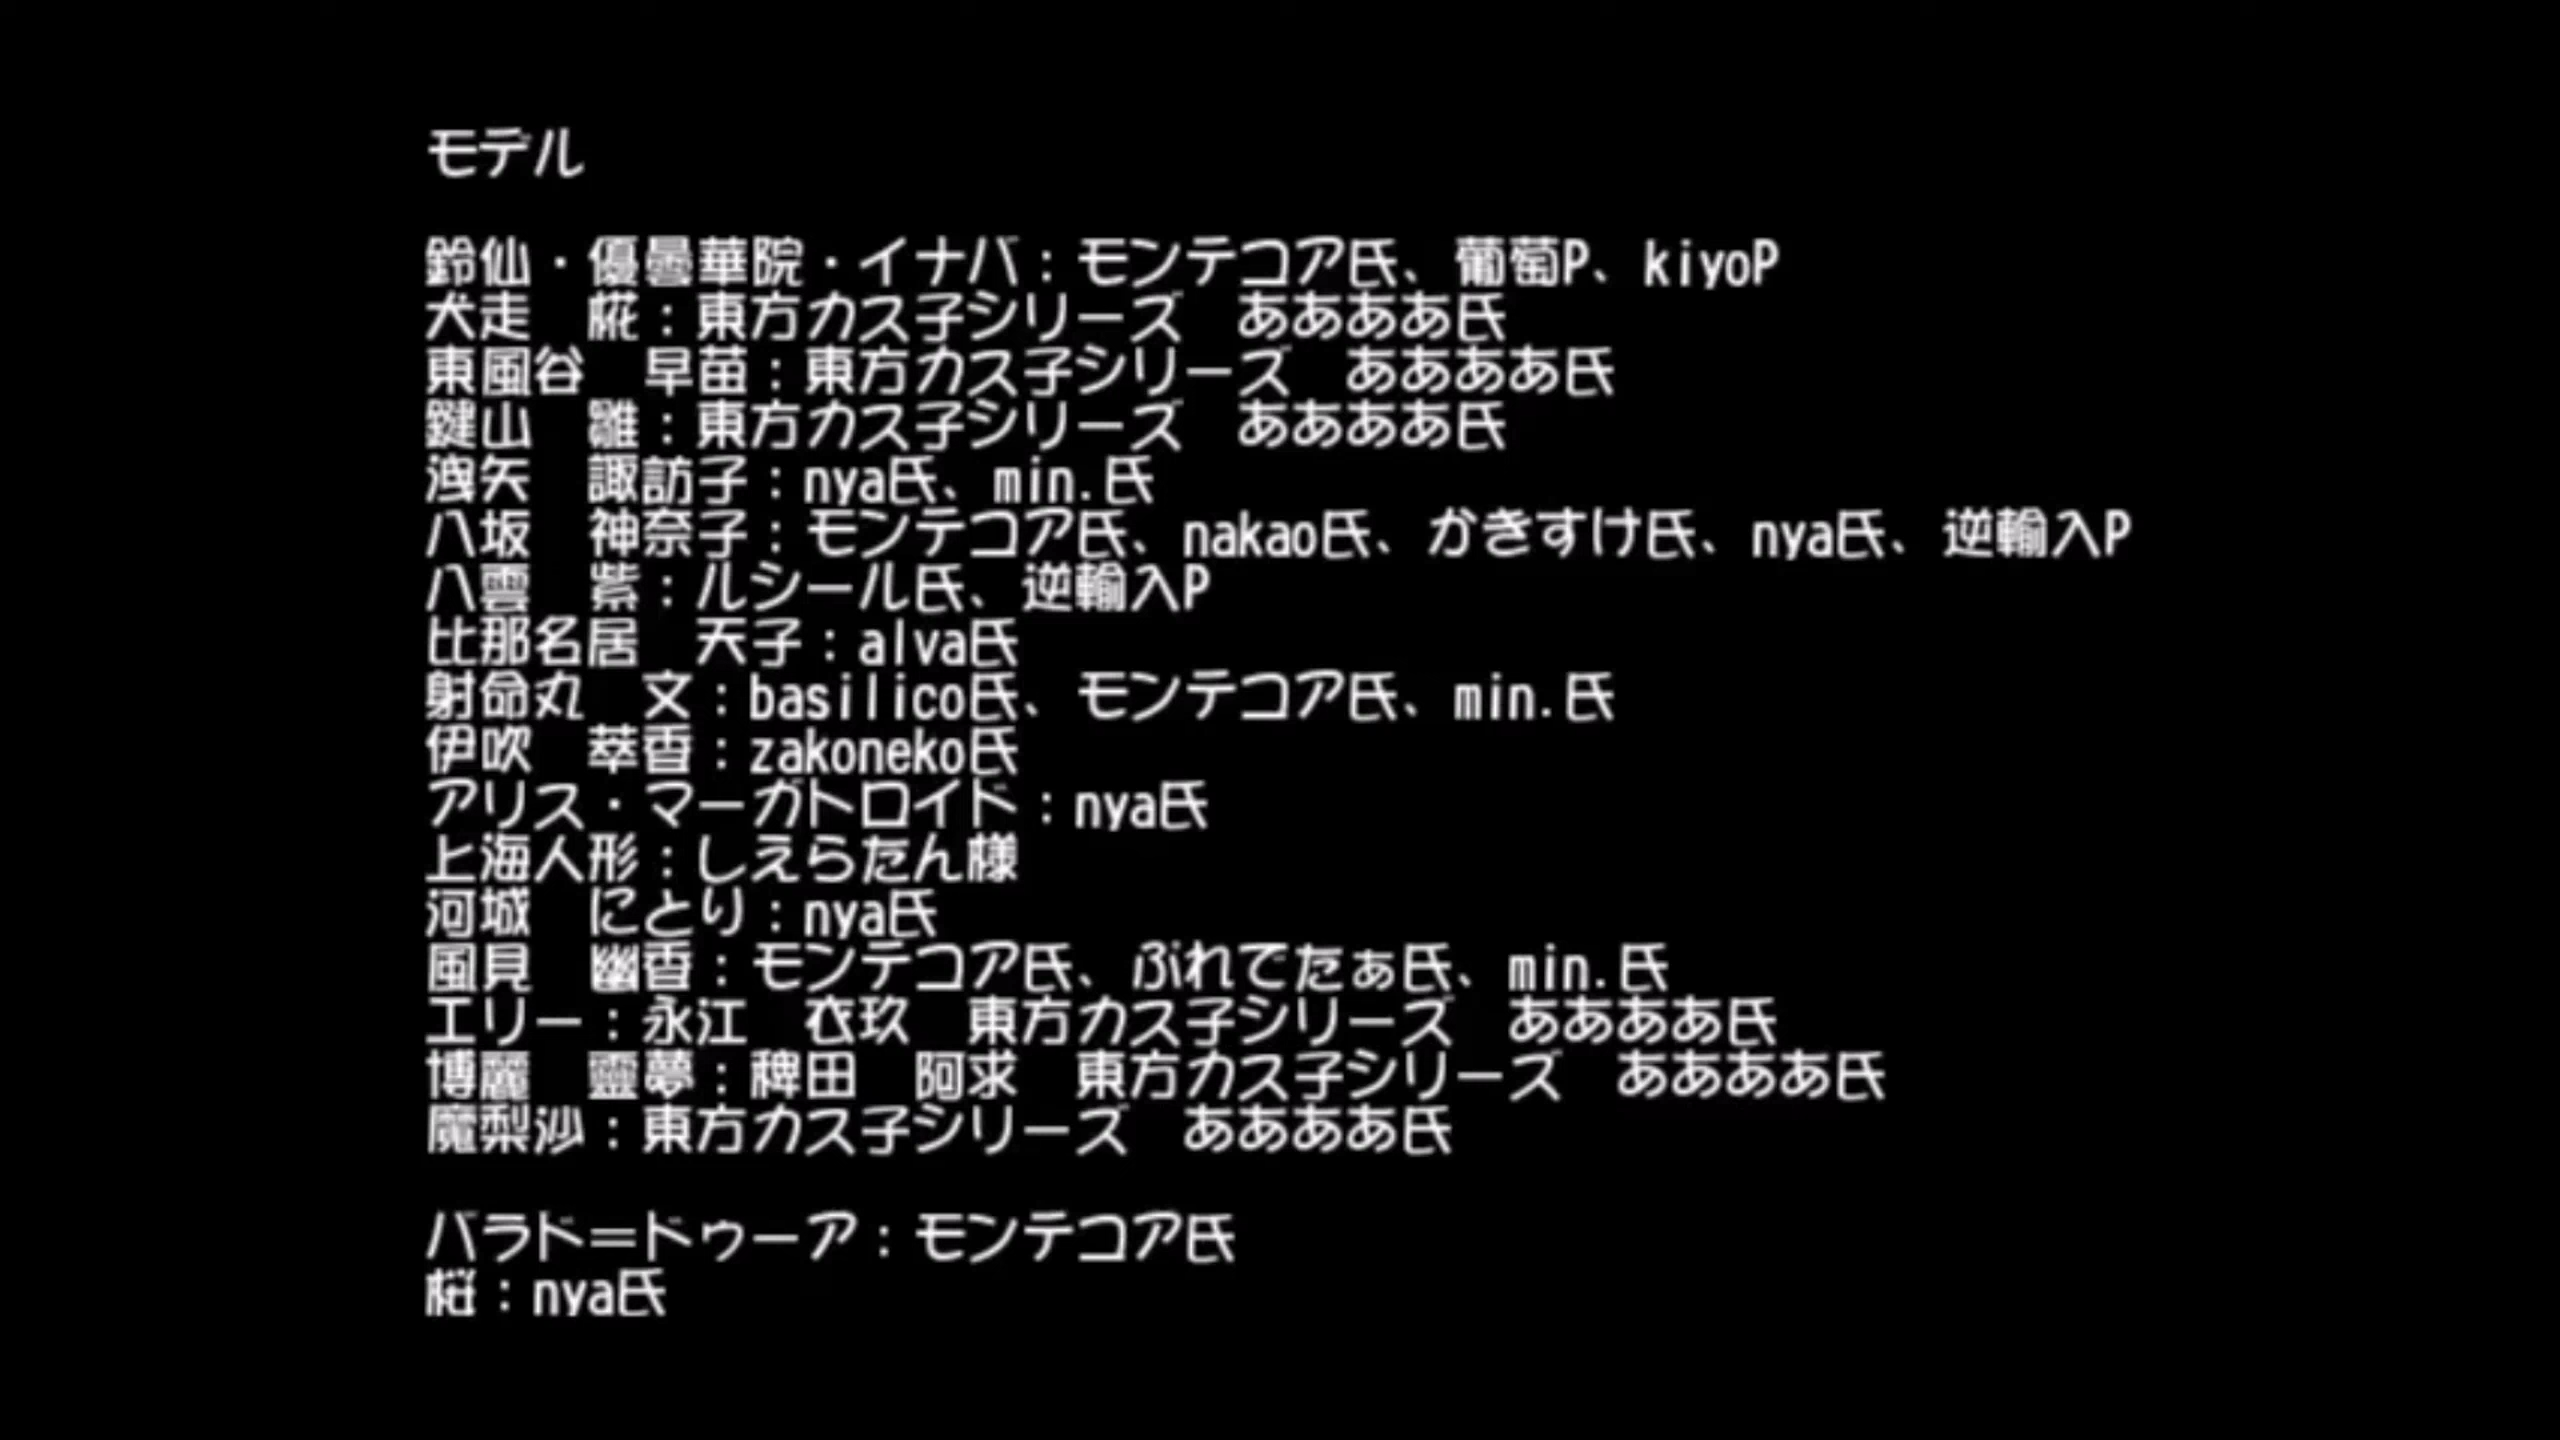 モデル
鈴仙・優曇華院・イナバ：モンテコア氏、葡萄P、kiyoP
犬走　椛：東方カス子シリーズ　ああああ氏
東風谷　早苗：東方カス子シリーズ　ああああ氏
鍵山　雛：東方カス子シリーズ　ああああ氏
洩矢　諏訪子：nya氏、min.氏
八坂　神奈子：モンテコア氏、nakao氏、かきすけ氏、nya氏、逆輸入P
八雲　紫：ルシール氏、逆輸入P
比那名居　天子：alva氏
射命丸　文：basilico氏、モンテコア氏、min.氏
伊吹　萃香：zakoneko氏
アリス・マーガトロイド：nya氏
上海人形：しえらたん様
河城　にとり：nya氏
風見　幽香：モンテコア氏、ぷれでたぁ氏、min.氏
エリー：永江　衣玖　東方カス子シリーズ　ああああ氏
博麗　靈夢：稗田　阿求　東方カス子シリーズ　ああああ氏
魔梨沙：東方カス子シリーズ　ああああ氏
バラド＝ドゥーア：モンテコア氏
桜：nya氏